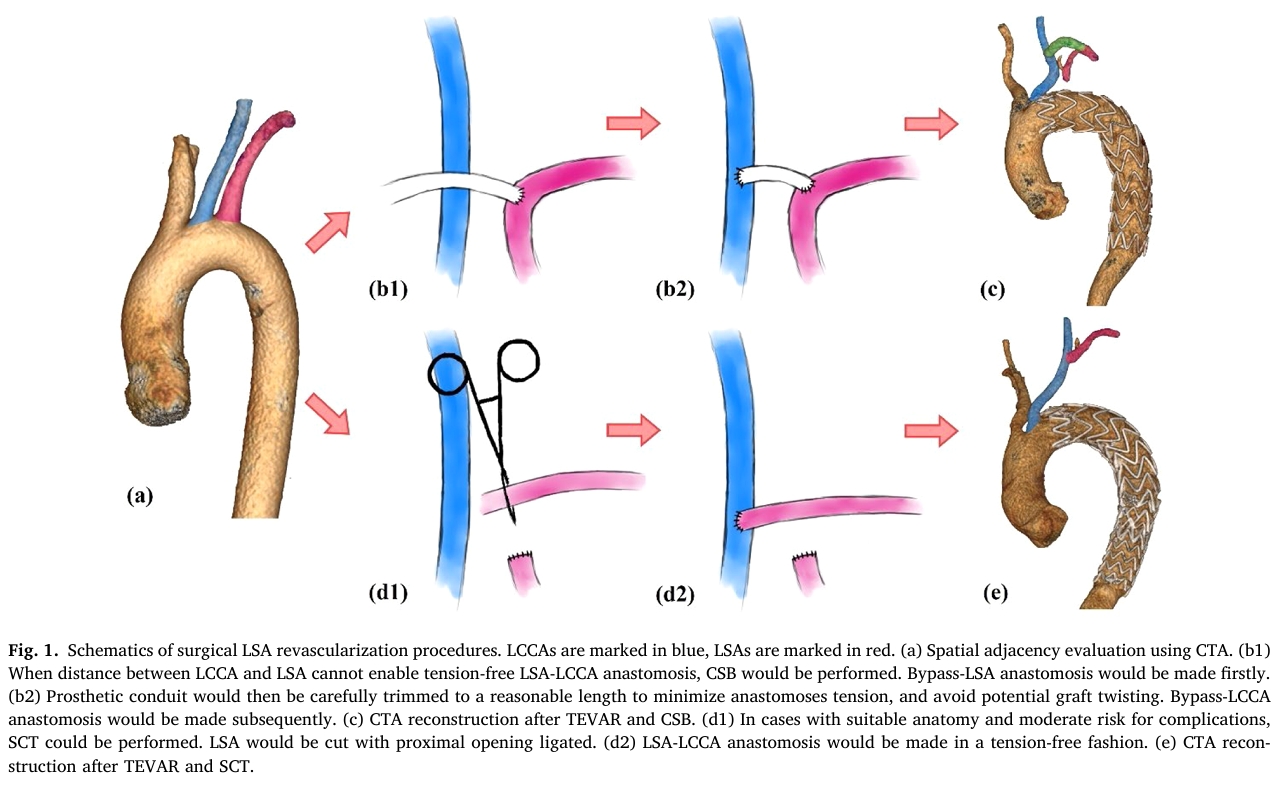 (b1)
(b2)
(c)
(a)
(d1)
(d2)
(e)
Fig. 1. Schematics of surgical LSA revascularization procedures. LCCAs are marked in blue, LSAs are marked in red. (a) Spatial adjacency evaluation using CTA. (b1)
When distance between LCCA and LSA cannot enable tension-free LSA-LCCA anastomosis, CSB would be performed. Bypass-LSA anastomosis would be made firstly.
(b2) Prosthetic conduit would then be carefully trimmed to a reasonable length to minimize anastomoses tension, and avoid potential graft twisting. Bypass-LCCA
anastomosis would be made subsequently. (c) CTA reconstruction after TEVAR and CSB. (d1) In cases with suitable anatomy and moderate risk for complications,
SCT could be performed. LSA would be cut with proximal opening ligated. (d2) LSA-LCCA anastomosis would be made in a tension-free fashion. (e) CTA recon-
struction after TEVAR and SCT.